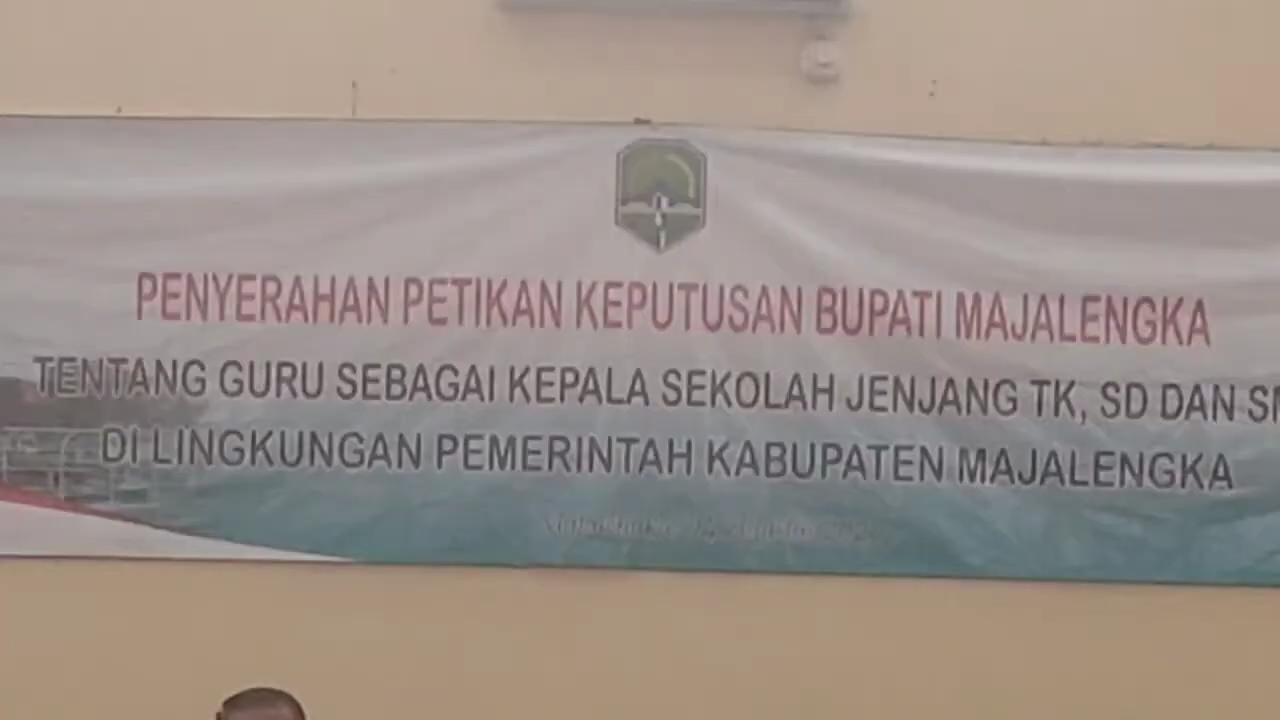 PENYERAHAN PETIKAN KEPUTUSAN BUPATI MAJALENGKA
TENTANG GURU SEBAGAI KEPALA SEKOLAH JENJANG TK, SD DAN
DI LINGKUNGAN PEMERINTAH KABUPATEN MAJALENGKA